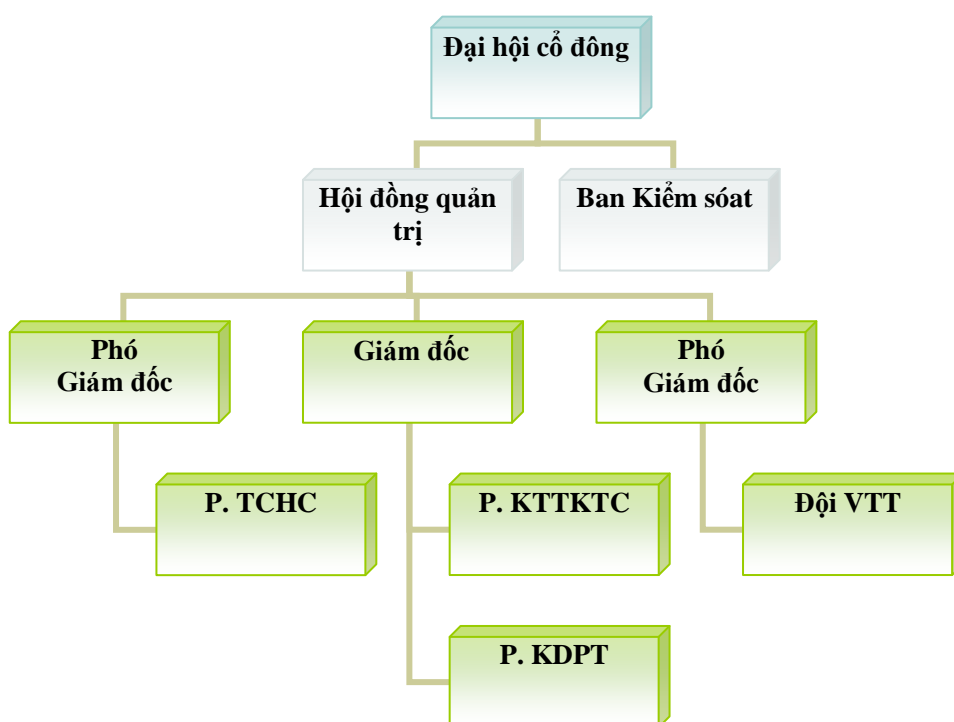 Đại hội cổ đông
Hội đồng quản
trị
Ban Kiểm sóat
Phó
Giám đốc
Giám đốc
Phó
Giám đốc
P. TCHC
P. KTTKTC
Đội VTT
P. KDPT